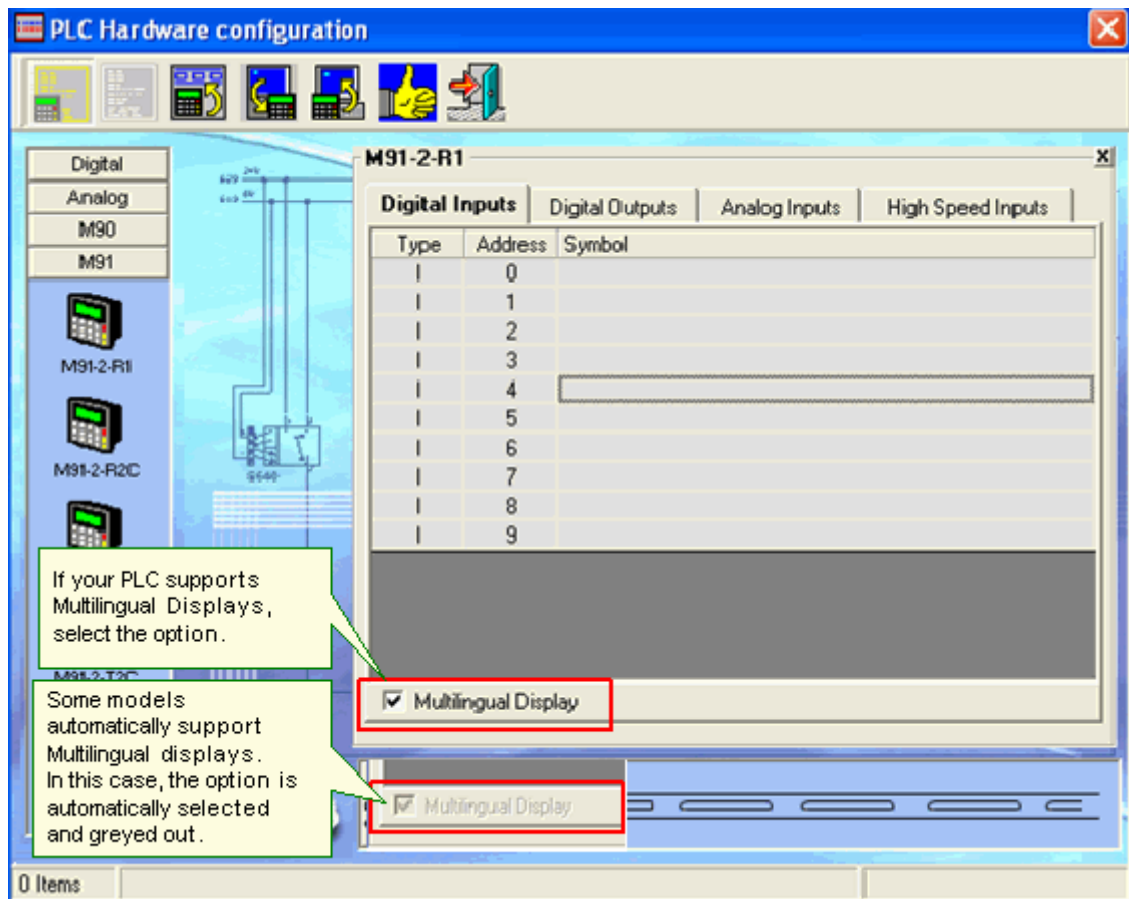 PLC Hardware configuration
Digital
Analog
M90
M91
M91-2-R1
M91-2-R2C
M91-2-T2C
M91-2-R1
Digital Inputs
Digital Outputs
Analog Inputs
High Speed Inputs
Type Address Symbol
I 0
I 1
I 2
I 3
I 4
I 5
I 6
I 7
I 8
I 9
If your PLC supports
Multilingual Displays,
select the option.
Multilingual Display
Some models
automatically support
Multilingual displays.
In this case, the option is
automatically selected
and greyed out.
Multilingual Display
0 Items